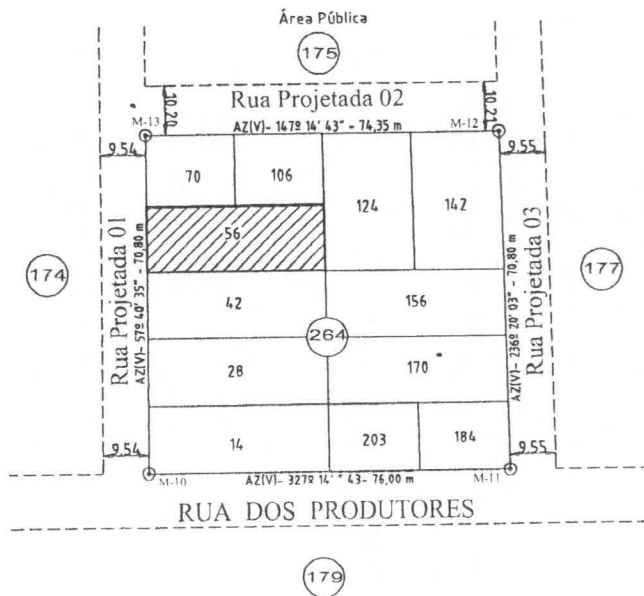 Área Pública
175
10.20
Rua Projetada 02
10.21
M-13
AZ(V)- 147º 14' 43" - 74,35 m
M-12
9.54
9.55
70
106
124
142
56
174
Rua Projetada 01
AZ(V)- 57º 40' 35" - 70,80 m
42
156
264
AZ(V)- 236º 20' 03" - 70,80 m
Rua Projetada 03
177
28
170
9.54
14
203
184
9.55
M-10
AZ(V)- 327º 14' " 43- 76,00 m
M-11
RUA DOS PRODUTORES
179